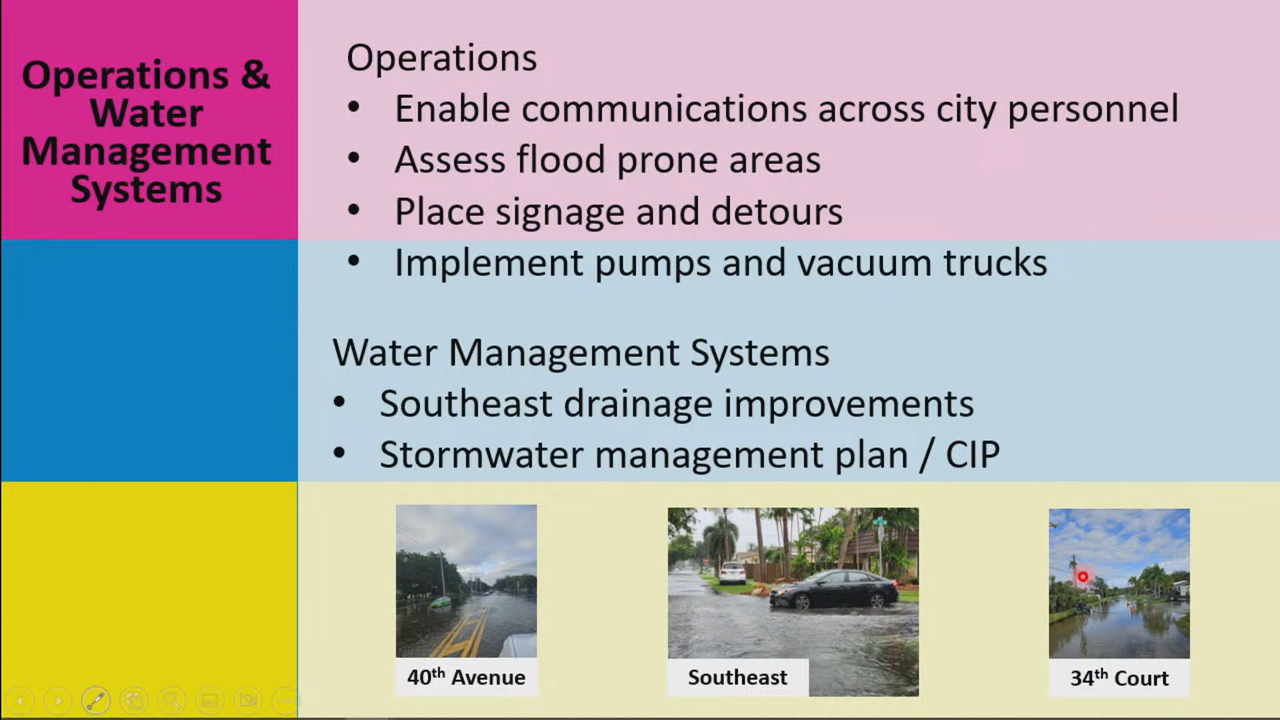 Operations &
Water
Management
Systems
Operations
• Enable communications across city personnel
• Assess flood prone areas
• Place signage and detours
• Implement pumps and vacuum trucks
Water Management Systems
• Southeast drainage improvements
• Stormwater management plan / CIP
40th Avenue
Southeast
34th Court